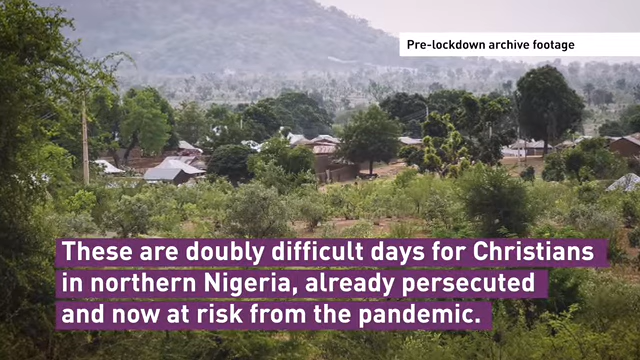 Pre-lockdown archive footage
These are doubly difficult days for Christians
in northern Nigeria, already persecuted
and now at risk from the pandemic.